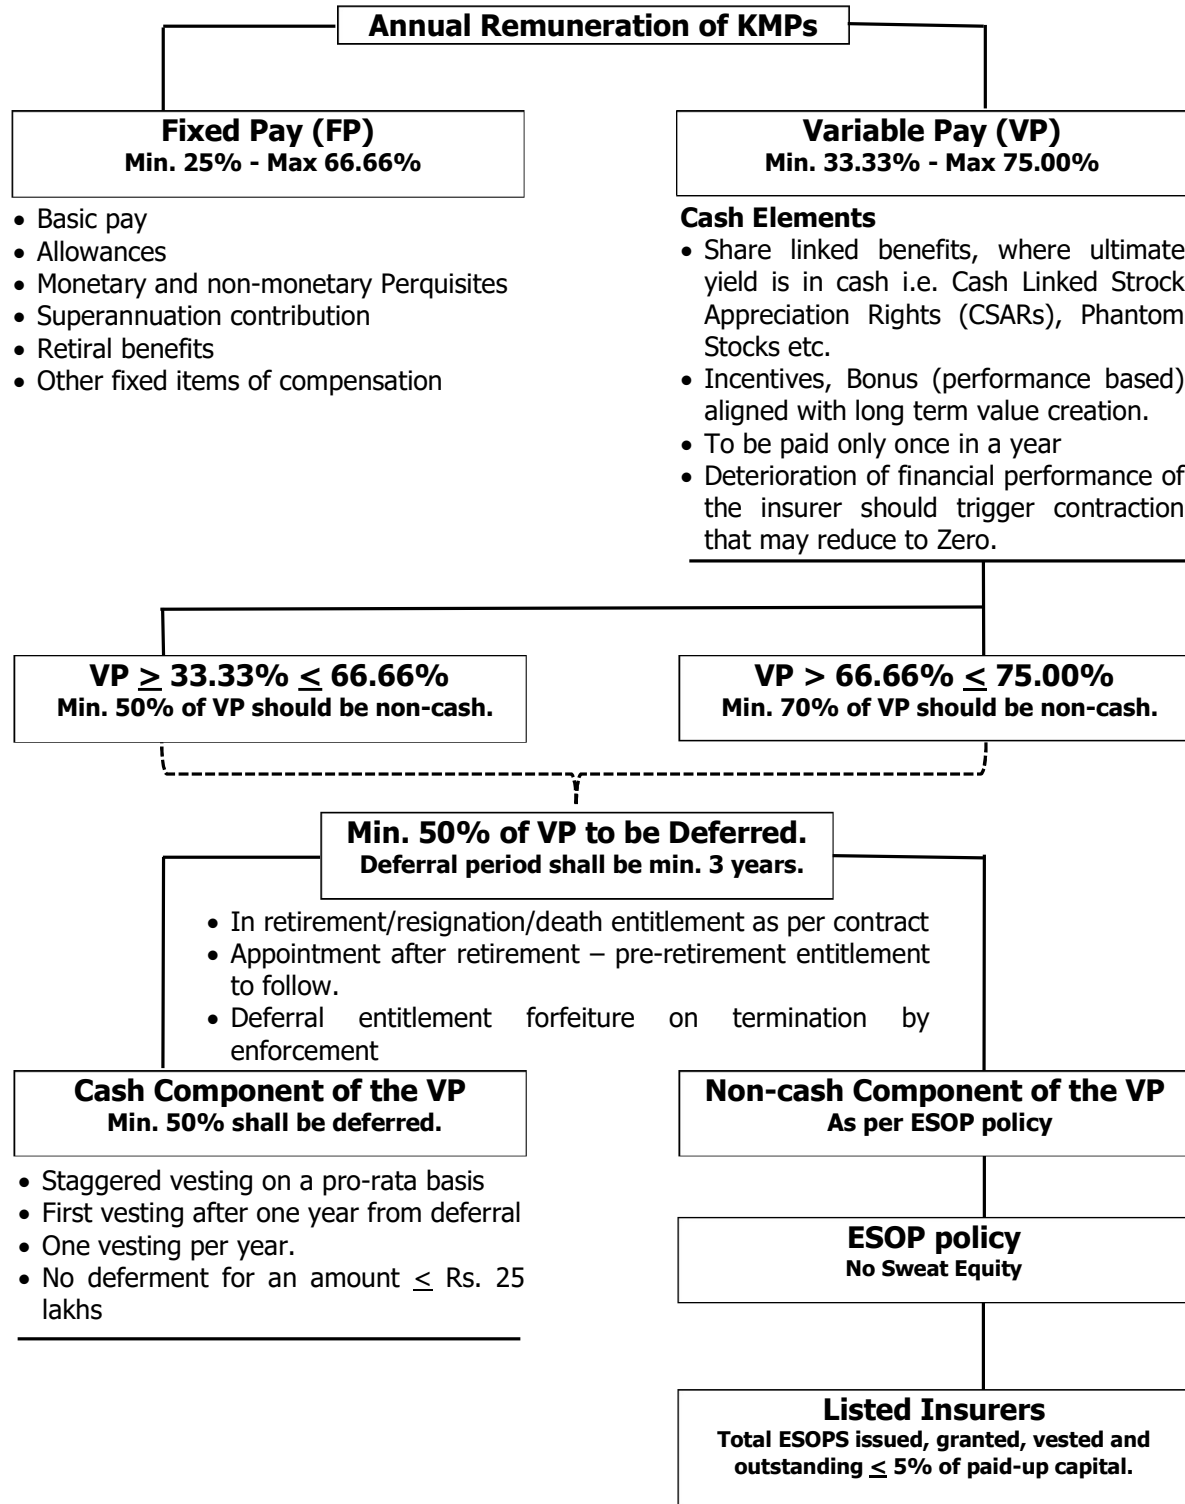 Annual Remuneration of KMPs
Fixed Pay (FP)
Min. 25% - Max 66.66%
• Basic pay
• Allowances
• Monetary and non-monetary Perquisites
• Superannuation contribution
• Retiral benefits
• Other fixed items of compensation
Variable Pay (VP)
Min. 33.33% - Max 75.00%
Cash Elements
• Share linked benefits, where ultimate
yield is in cash i.e. Cash Linked Strock
Appreciation Rights (CSARs), Phantom
Stocks etc.
• Incentives, Bonus (performance based)
aligned with long term value creation.
• To be paid only once in a year
• Deterioration of financial performance of
the insurer should trigger contraction
that may reduce to Zero.
VP ≥ 33.33% ≤ 66.66%
Min. 50% of VP should be non-cash.
VP > 66.66% ≤ 75.00%
Min. 70% of VP should be non-cash.
Min. 50% of VP to be Deferred.
Deferral period shall be min. 3 years.
• In retirement/resignation/death entitlement as per contract
• Appointment after retirement – pre-retirement entitlement
to follow.
• Deferral entitlement forfeiture on termination by
enforcement
Cash Component of the VP
Min. 50% shall be deferred.
• Staggered vesting on a pro-rata basis
• First vesting after one year from deferral
• One vesting per year.
• No deferment for an amount ≤ Rs. 25
lakhs
Non-cash Component of the VP
As per ESOP policy
ESOP policy
No Sweat Equity
Listed Insurers
Total ESOPS issued, granted, vested and
outstanding ≤ 5% of paid-up capital.